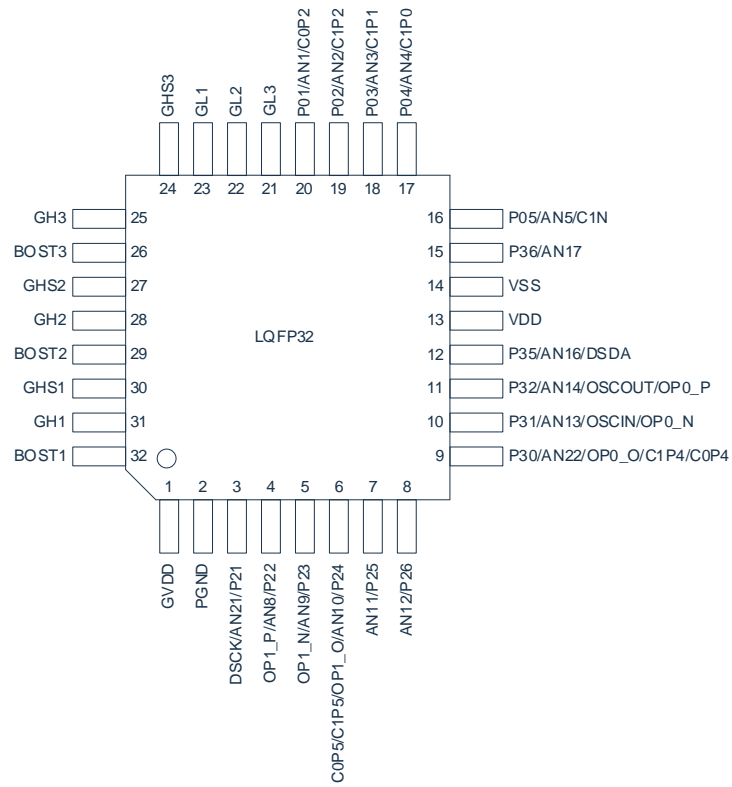 GHS3
GL1
GL2
GL3
P01/AN1/C0P2
P02/AN2/C1P2
P03/AN3/C1P1
P04/AN4/C1P0
24 23 22 21 20 19 18 17
GH3 25
BOST3 26
GHS2 27
GH2 28
BOST2 29
GHS1 30
GH1 31
BOST1 32
LQFP32
16 P05/AN5/C1N
15 P36/AN17
14 VSS
13 VDD
12 P35/AN16/DSDA
11 P32/AN14/OSCOUT/OP0_P
10 P31/AN13/OSCIN/OP0_N
9 P30/AN22/OP0_O/C1P4/C0P4
1 2 3 4 5 6 7 8
GVDD
PGND
DSCK/AN21/P21
OP1_P/AN8/P22
OP1_N/AN9/P23
C0P5/C1P5/OP1_O/AN10/P24
AN11/P25
AN12/P26